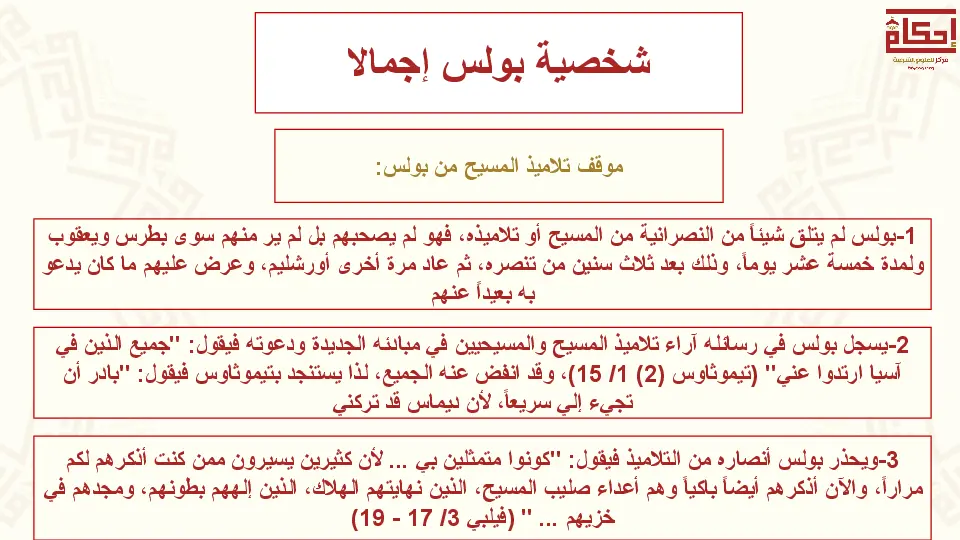 إحكام
مركز للعلوم الشرعية
شخصية بولس إجمالا
موقف تلاميذ المسيح من بولس:
1-بولس لم يتلق شيئاً من النصرانية من المسيح أو تلاميذه، فهو لم يصحبهم بل لم ير منهم سوى بطرس ويعقوب
ولمدة خمسة عشر يوماً، وذلك بعد ثلاث سنين من تنصره، ثم عاد مرة أخرى أورشليم، وعرض عليهم ما كان يدعو
به بعيداً عنهم
2-يسجل بولس في رسائله آراء تلاميذ المسيح والمسيحيين في مبادئه الجديدة ودعوته فيقول: "جميع الذين في
آسيا ارتدوا عني" (تيموثاوس (2) 1/ 15)، وقد انفض عنه الجميع، لذا يستنجد بتيموثاوس فيقول: "بادر أن
تجيء إلي سريعاً، لأن ديماس قد تركني
3-ويحذر بولس أنصاره من التلاميذ فيقول: "كونوا متمثلين بي ... لأن كثيرين يسيرون ممن كنت أذكرهم لكم
مراراً، والآن أذكرهم أيضاً باكياً وهم أعداء صليب المسيح، الذين نهايتهم الهلاك، الذين إلههم بطونهم، ومجدهم في
خزيهم ... " (فيلبي 3/ 17 - 19)